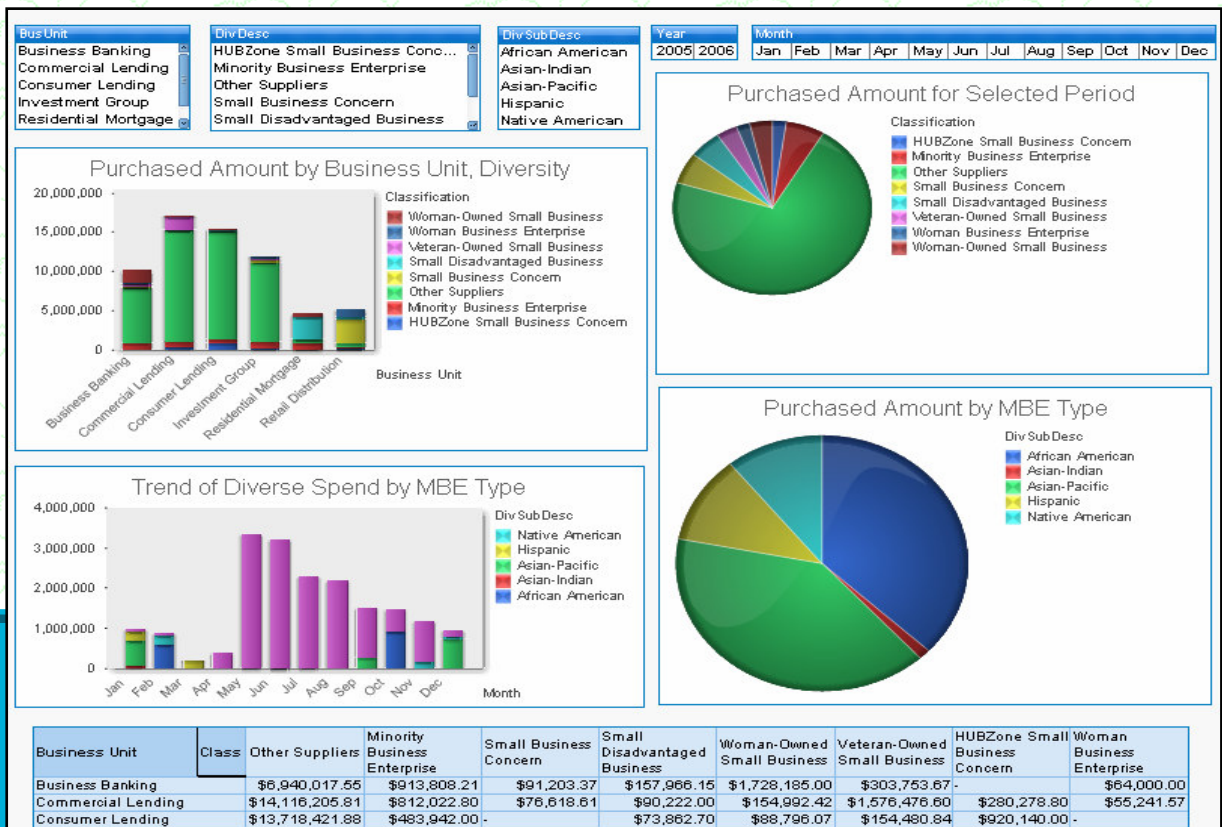 BusUnit
Business Banking
Commercial Lending
Consumer Lending
Investment Group
Residential Mortgage
DivDesc
HUBZone Small Business Conc...
Minority Business Enterprise
Other Suppliers
Small Business Concern
Small Disadvantaged Business
DivSubDesc
African American
Asian-Indian
Asian-Pacific
Hispanic
Native American
Year
2005 2006
Month
Jan Feb Mar Apr May Jun Jul Aug Sep Oct Nov Dec
Purchased Amount by Business Unit, Diversity
20,000,000
15,000,000
10,000,000
5,000,000
0
Business Banking
Commercial Lending
Consumer Lending
Investment Group
Residential Mortgage
Retail Distribution
Business Unit
Classification
Woman-Owned Small Business
Woman Business Enterprise
Veteran-Owned Small Business
Small Disadvantaged Business
Small Business Concern
Other Suppliers
Minority Business Enterprise
HUBZone Small Business Concern
Purchased Amount for Selected Period
Classification
HUBZone Small Business Concern
Minority Business Enterprise
Other Suppliers
Small Business Concern
Small Disadvantaged Business
Veteran-Owned Small Business
Woman Business Enterprise
Woman-Owned Small Business
Trend of Diverse Spend by MBE Type
4,000,000
3,000,000
2,000,000
1,000,000
0
Jan Feb Mar Apr May Jun Jul Aug Sep Oct Nov Dec
Month
DivSubDesc
Native American
Hispanic
Asian-Pacific
Asian-Indian
African American
Purchased Amount by MBE Type
DivSubDesc
African American
Asian-Indian
Asian-Pacific
Hispanic
Native American
Business Unit Class Other Suppliers Minority Business Enterprise Small Business Concern Small Disadvantaged Business Woman-Owned Small Business Veteran-Owned Small Business HUBZone Small Business Concern Woman Business Enterprise
Business Banking $6,940,017.55 $913,808.21 $91,203.37 $157,966.15 $1,728,185.00 $303,753.67 - $64,000.00
Commercial Lending $14,116,205.81 $812,022.80 $76,618.61 $90,222.00 $154,992.42 $1,576,476.60 $280,278.80 $55,241.57
Consumer Lending $13,718,421.88 $483,942.00 - $73,862.70 $88,796.07 $154,480.84 $920,140.00 -